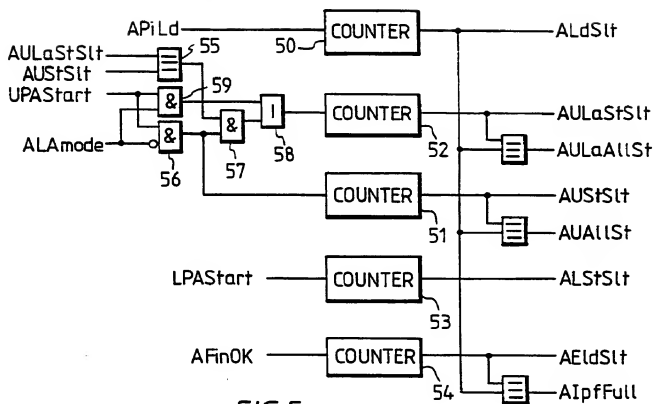 APiLd
COUNTER
50
ALdSlt
AULaStSlt
AUStSlt
55
UPAStart
59
&
ALAmode
&
56
&
57
I
58
COUNTER
52
AULaStSlt
AULaAllSt
COUNTER
51
AUStSlt
AUAllSt
LPAStart
COUNTER
53
ALStSlt
AFinOK
COUNTER
54
AEldSlt
AIpfFull